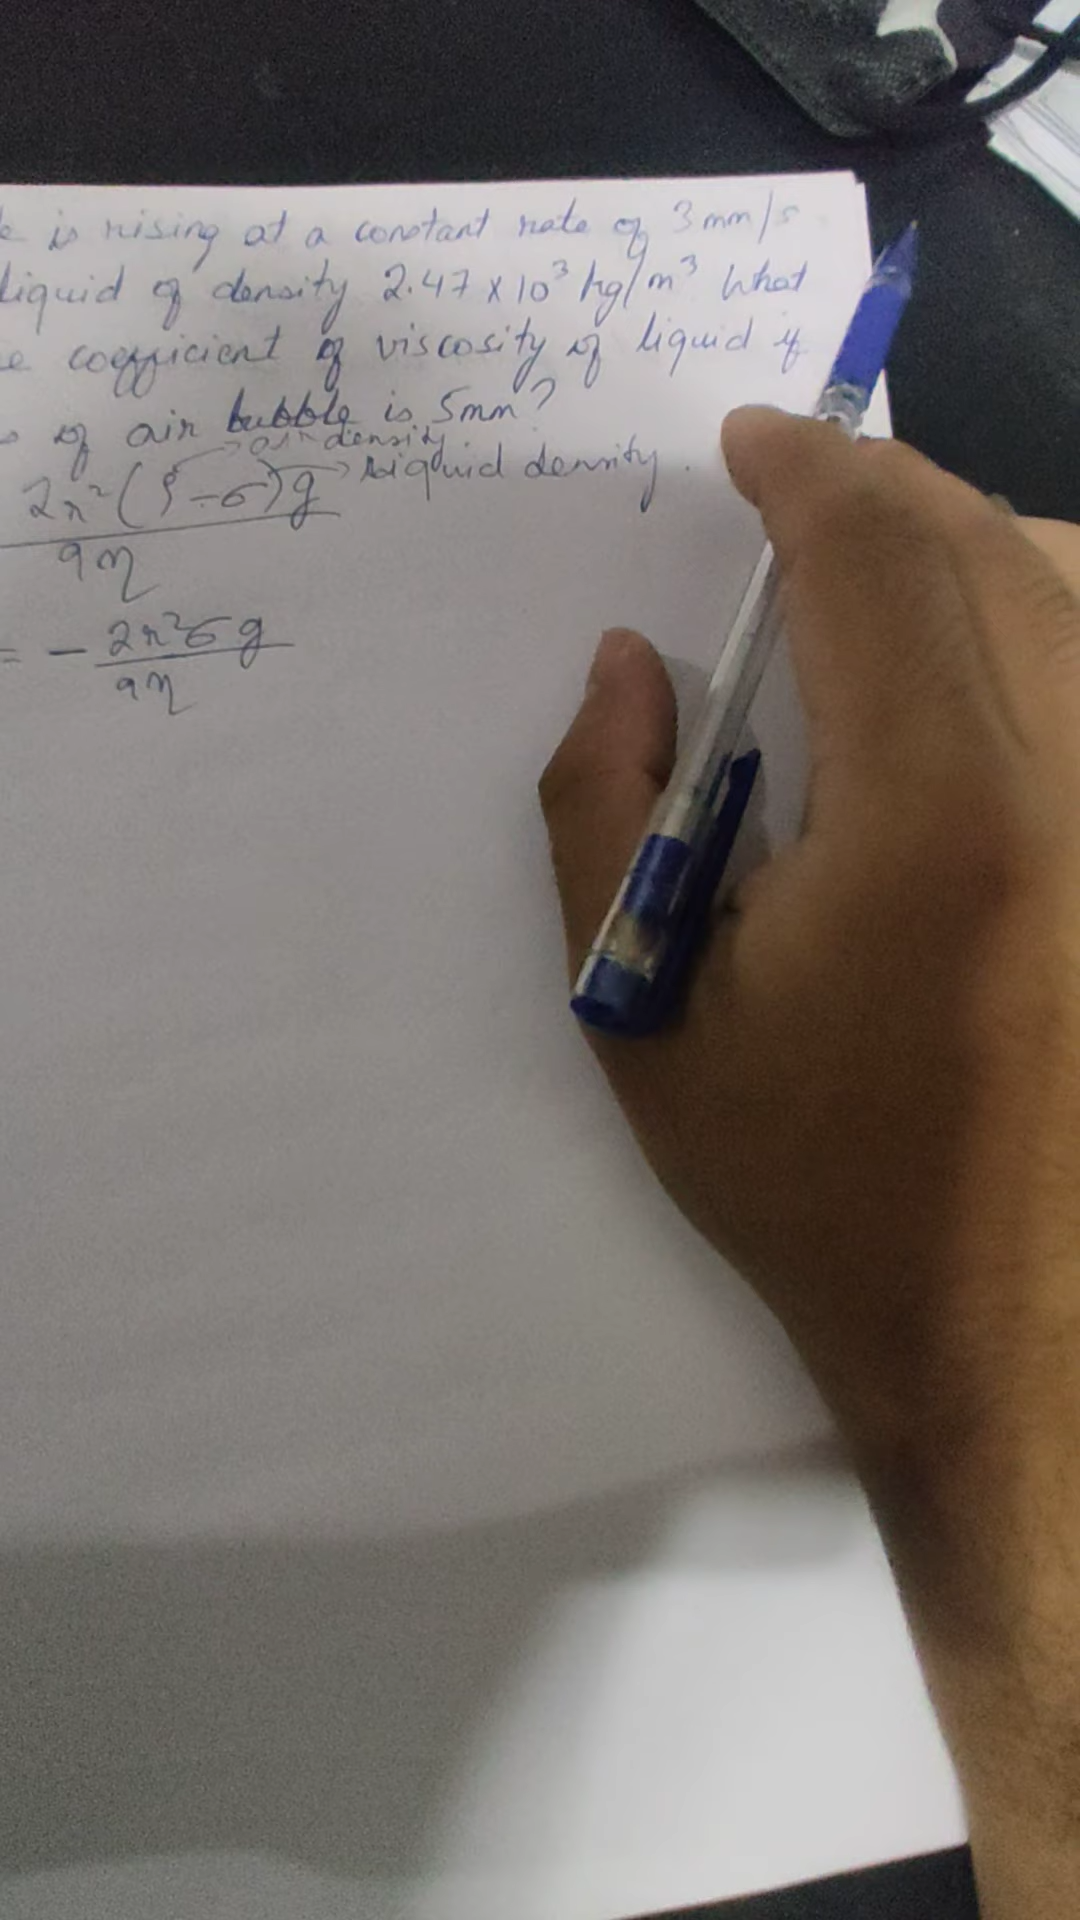 e is rising at a constant rate of 3 mm/s
liquid of density 2.47 x 10³ kg/m³ What
e coefficient of viscosity of liquid if
s of air bubble is 5mm?
→ air density.
2r²(ρ-σ)g → Liquid density.
9η
= - 2r²σg
9η